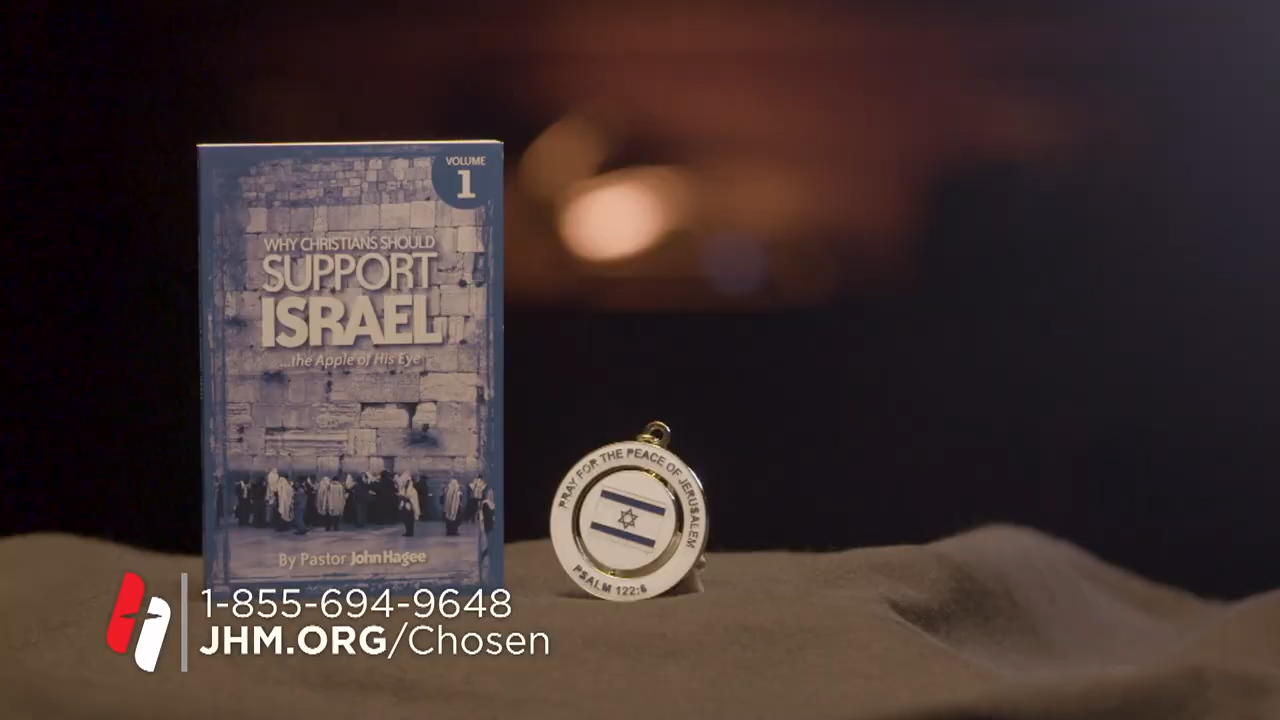 VOLUME
1
WHY CHRISTIANS SHOULD
SUPPORT
ISRAEL
...the Apple of His Eye
By Pastor John Hagee
PRAY FOR THE PEACE OF JERUSALEM
PSALM 122:6
1-855-694-9648
JHM.ORG/Chosen